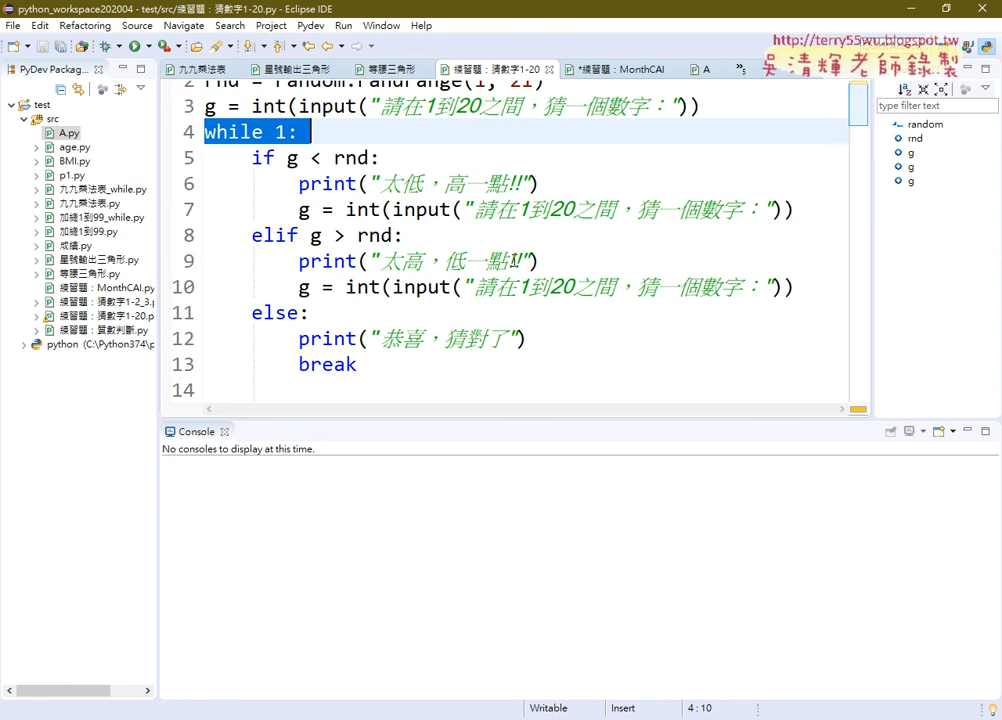 python_workspace202004 - test/src/練習題：猜數字1-20.py - Eclipse IDE
File Edit Refactoring Source Navigate Search Project Pydev Run Window Help
http://terry55wu.blogspot.tw
吳清輝老師錄製
PyDev Packag...
九九乘法表
星號輸出三角形
等腰三角形
練習題：猜數字1-20
*練習題：MonthCAI
A
»5
type filter text
test
src
A.py
age.py
BMI.py
p1.py
九九乘法表_while.py
九九乘法表.py
加總1到99_while.py
加總1到99.py
成績.py
星號輸出三角形.py
等腰三角形.py
練習題：MonthCAI.py
練習題：猜數字1-2_3.p
練習題：猜數字1-20.p
練習題：質數判斷.py
python (C:\Python374\p
2 rnd = random.randrange(1, 21)
3 g = int(input("請在1到20之間，猜一個數字："))
4 while 1:
5 if g < rnd:
6 print("太低，高一點!!")
7 g = int(input("請在1到20之間，猜一個數字："))
8 elif g > rnd:
9 print("太高，低一點!!")
10 g = int(input("請在1到20之間，猜一個數字："))
11 else:
12 print("恭喜，猜對了")
13 break
14
random
rnd
g
g
g
Console
No consoles to display at this time.
Writable Insert 4 : 10